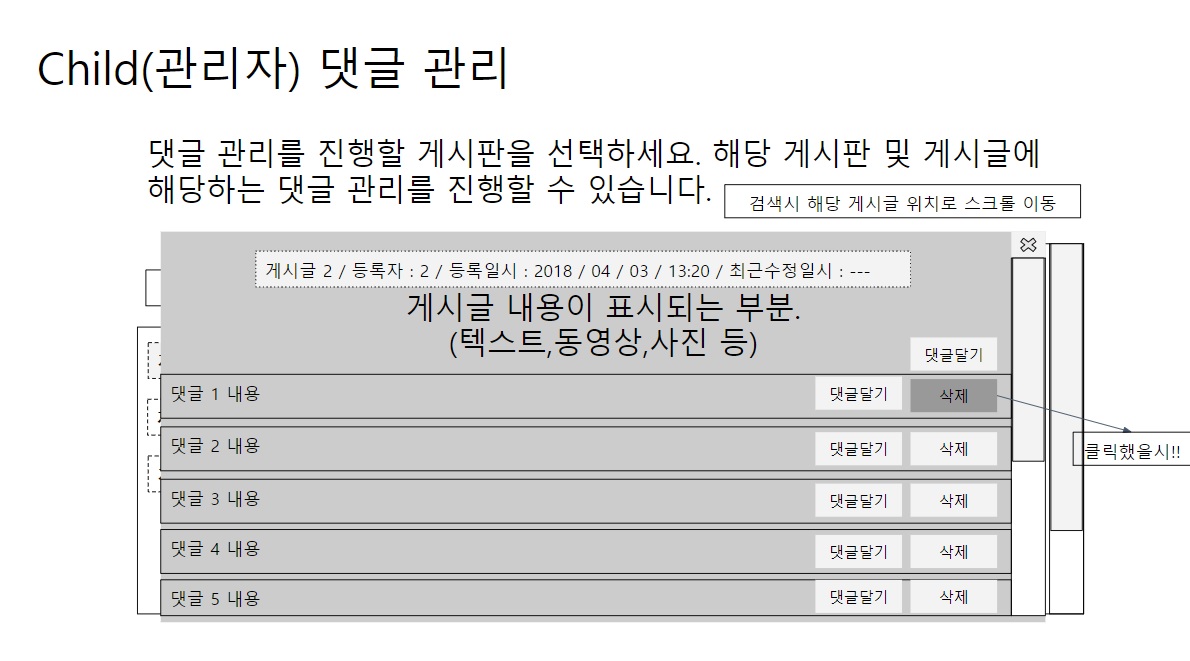 Child(관리자) 댓글 관리
댓글 관리를 진행할 게시판을 선택하세요. 해당 게시판 및 게시글에
해당하는 댓글 관리를 진행할 수 있습니다.
검색시 해당 게시글 위치로 스크롤 이동
게시글 2 / 등록자 : 2 / 등록일시 : 2018 / 04 / 03 / 13:20 / 최근수정일시 : ---
게시글 내용이 표시되는 부분.
(텍스트,동영상,사진 등)
댓글달기
댓글 1 내용 댓글달기 삭제
클릭했을시!!
댓글 2 내용 댓글달기 삭제
댓글 3 내용 댓글달기 삭제
댓글 4 내용 댓글달기 삭제
댓글 5 내용 댓글달기 삭제